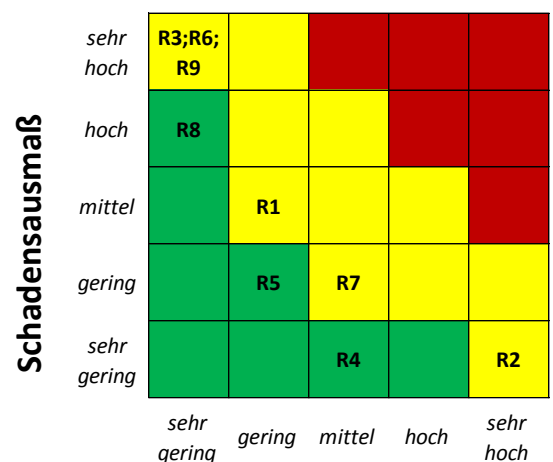 Schadensausmaß
sehr
hoch
R3;R6;
R9
hoch
R8
mittel
R1
gering
R5 R7
sehr
gering
R4 R2
sehr
gering
gering
mittel
hoch
sehr
hoch